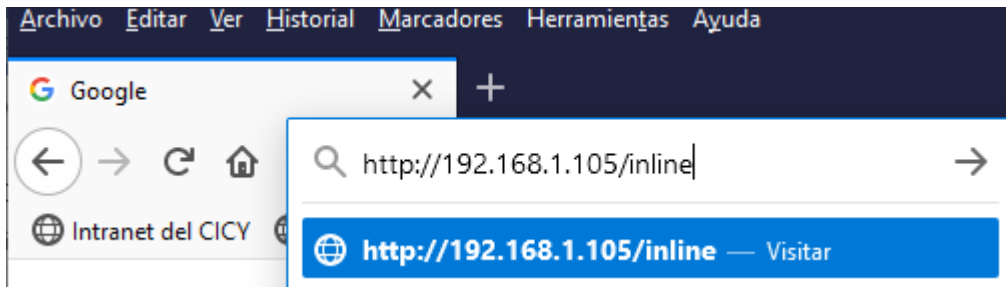 Archivo Editar Ver Historial Marcadores Herramientas Ayuda
Google
http://192.168.1.105/inline
Intranet del CICY
http://192.168.1.105/inline — Visitar